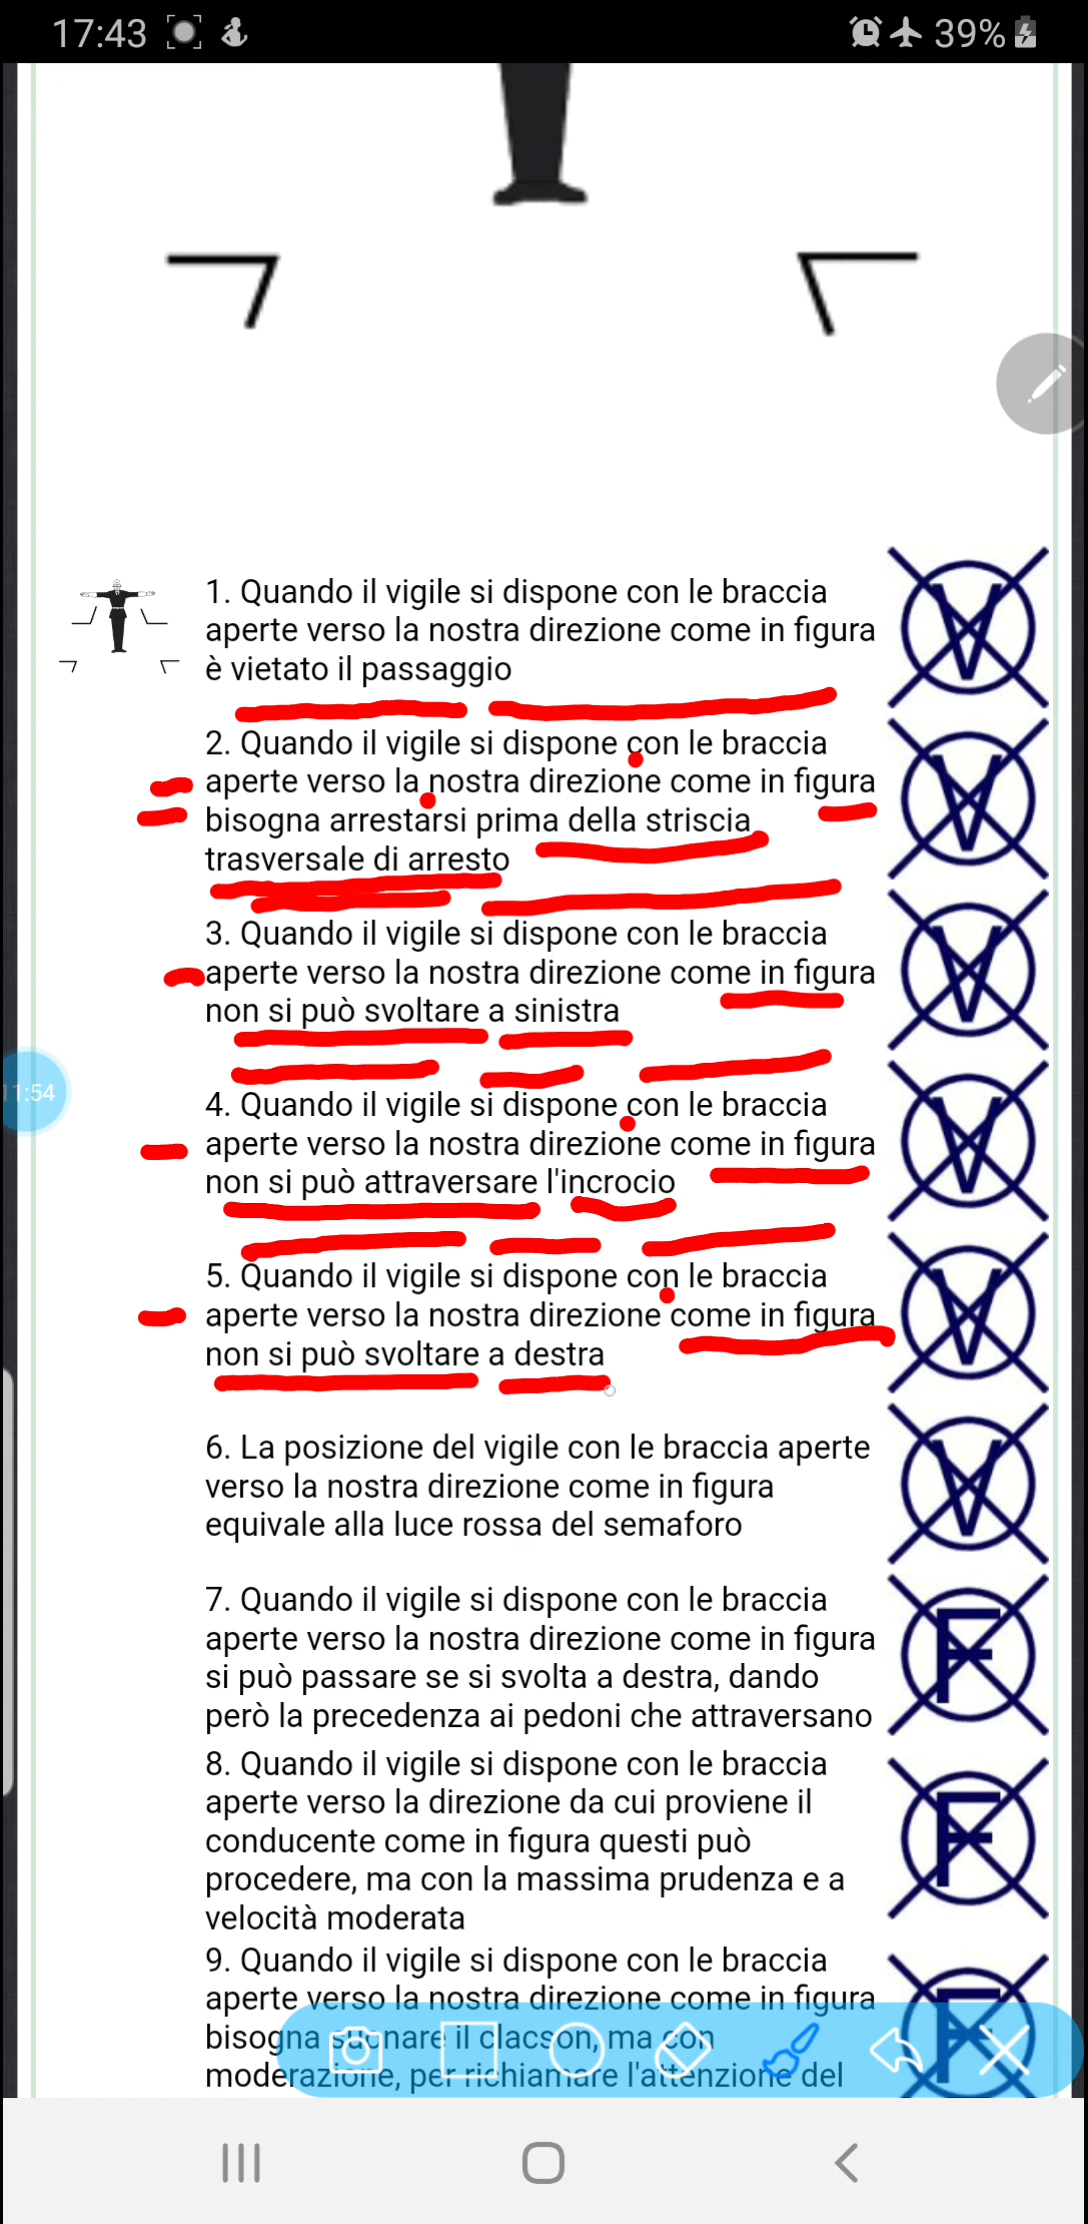 17:43
39%
1. Quando il vigile si dispone con le braccia
aperte verso la nostra direzione come in figura
è vietato il passaggio
V
2. Quando il vigile si dispone con le braccia
aperte verso la nostra direzione come in figura
bisogna arrestarsi prima della striscia
trasversale di arresto
V
3. Quando il vigile si dispone con le braccia
aperte verso la nostra direzione come in figura
non si può svoltare a sinistra
V
11:54
4. Quando il vigile si dispone con le braccia
aperte verso la nostra direzione come in figura
non si può attraversare l'incrocio
V
5. Quando il vigile si dispone con le braccia
aperte verso la nostra direzione come in figura
non si può svoltare a destra
V
6. La posizione del vigile con le braccia aperte
verso la nostra direzione come in figura
equivale alla luce rossa del semaforo
V
7. Quando il vigile si dispone con le braccia
aperte verso la nostra direzione come in figura
si può passare se si svolta a destra, dando
però la precedenza ai pedoni che attraversano
F
8. Quando il vigile si dispone con le braccia
aperte verso la direzione da cui proviene il
conducente come in figura questi può
procedere, ma con la massima prudenza e a
velocità moderata
F
9. Quando il vigile si dispone con le braccia
aperte verso la nostra direzione come in figura
bisogna suonare il clacson, ma con
moderazione, per richiamare l'attenzione del
F